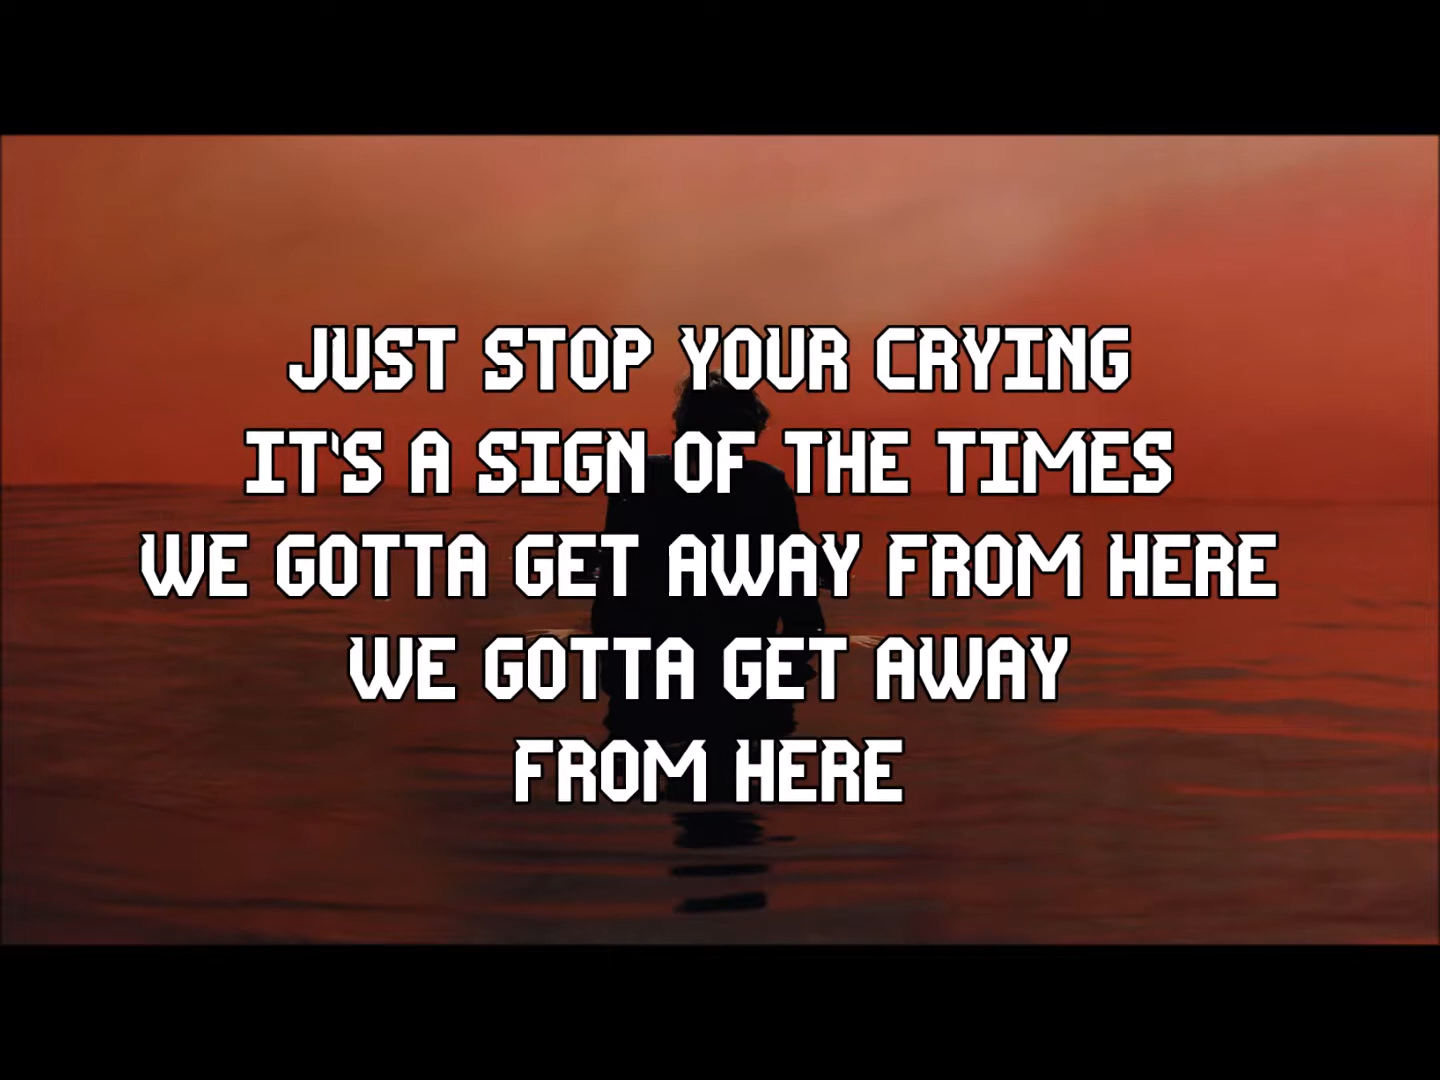 JUST STOP YOUR CRYING
IT'S A SIGN OF THE TIMES
WE GOTTA GET AWAY FROM HERE
WE GOTTA GET AWAY
FROM HERE